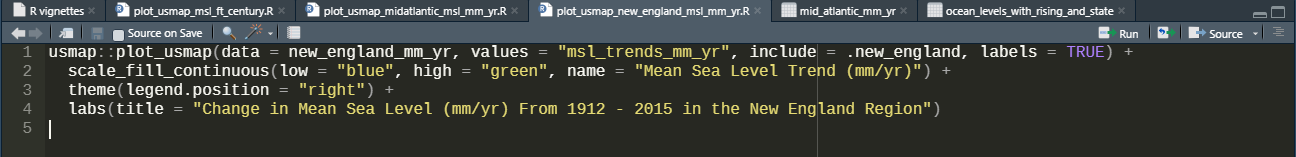 R vignettes × plot_usmap_msl_ft_century.R × plot_usmap_midatlantic_msl_mm_yr.R × plot_usmap_new_england_msl_mm_yr.R × mid_atlantic_mm_yr × ocean_levels_with_rising_and_state ×
Source on Save Run Source
1 usmap::plot_usmap(data = new_england_mm_yr, values = "msl_trends_mm_yr", include = .new_england, labels = TRUE) +
2 scale_fill_continuous(low = "blue", high = "green", name = "Mean Sea Level Trend (mm/yr)") +
3 theme(legend.position = "right") +
4 labs(title = "Change in Mean Sea Level (mm/yr) From 1912 - 2015 in the New England Region")
5